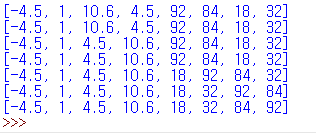 [-4.5, 1, 10.6, 4.5, 92, 84, 18, 32]
[-4.5, 1, 10.6, 4.5, 92, 84, 18, 32]
[-4.5, 1, 4.5, 10.6, 92, 84, 18, 32]
[-4.5, 1, 4.5, 10.6, 92, 84, 18, 32]
[-4.5, 1, 4.5, 10.6, 18, 92, 84, 32]
[-4.5, 1, 4.5, 10.6, 18, 32, 92, 84]
[-4.5, 1, 4.5, 10.6, 18, 32, 84, 92]
>>>